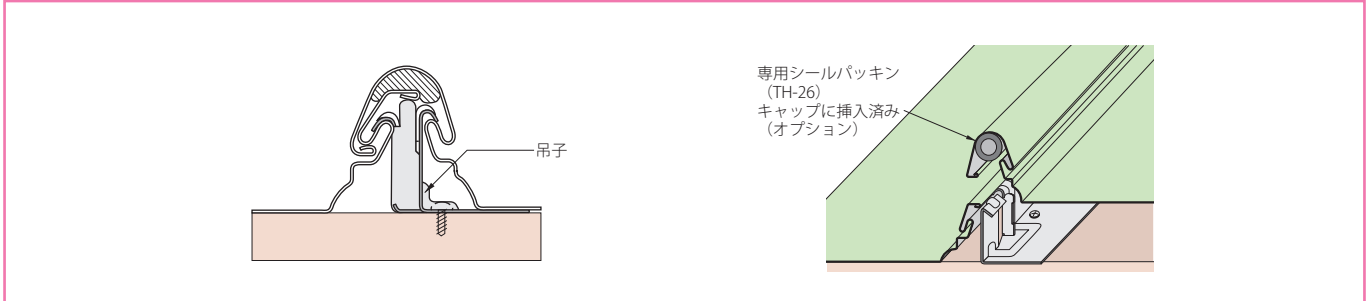 吊子
専用シールパッキン
（TH-26）
キャップに挿入済み
（オプション）